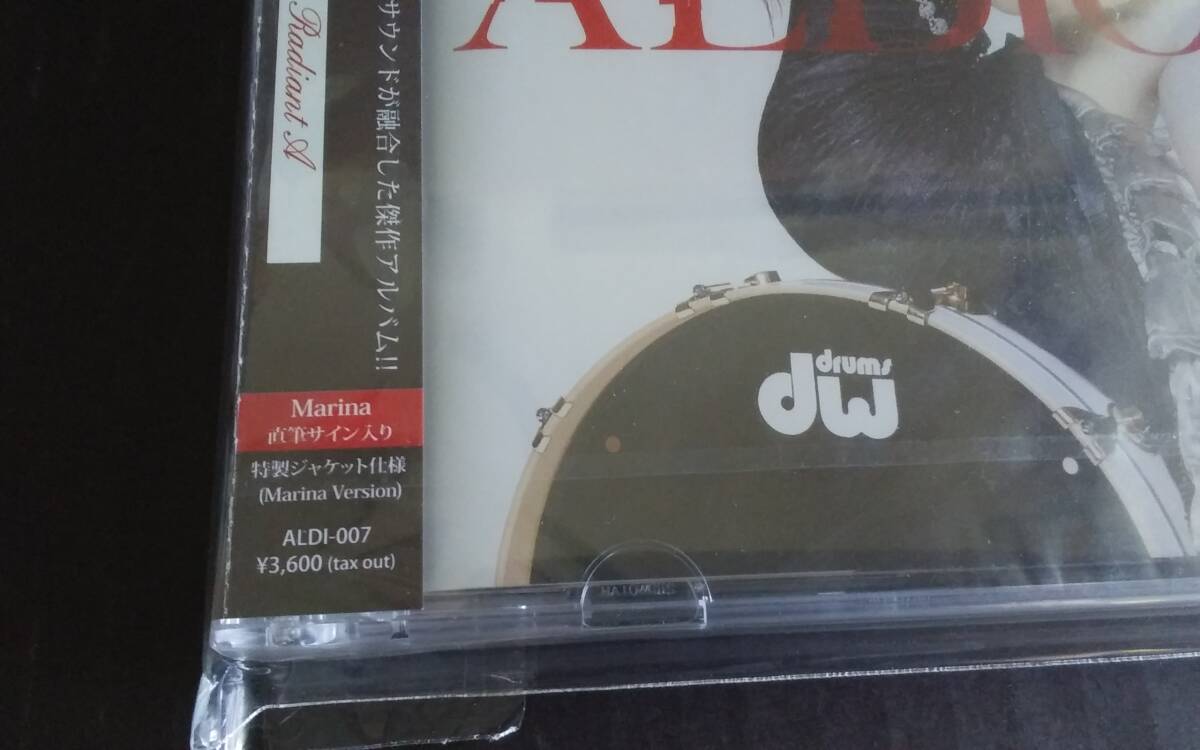 Radiant A
サウンドが融合した傑作アルバム!!
Marina
直筆サイン入り
特製ジャケット仕様
(Marina Version)
ALDI-007
¥3,600 (tax out)
drums
dw